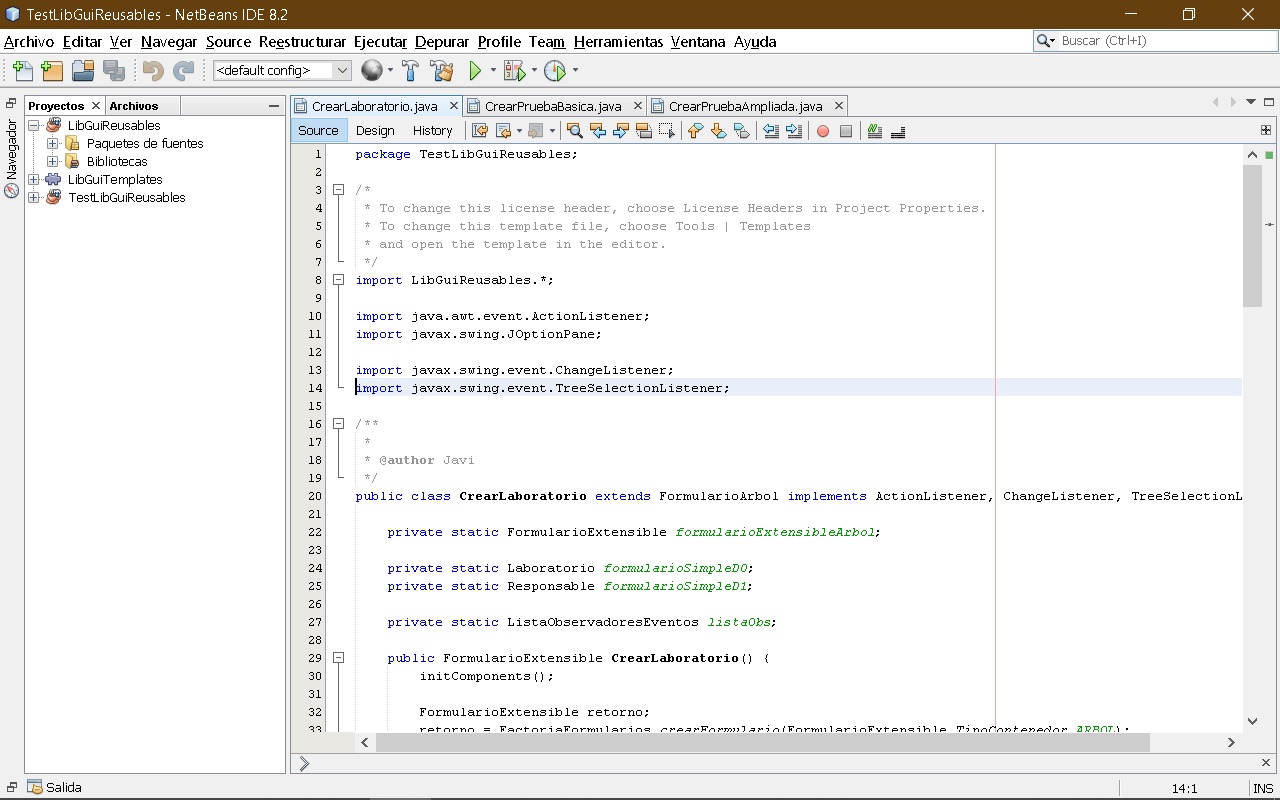 TestLibGuiReusables - NetBeans IDE 8.2
Archivo Editar Ver Navegar Source Reestructurar Ejecutar Depurar Profile Team Herramientas Ventana Ayuda
Buscar (Ctrl+I)
<default config>
Proyectos Archivos
CrearLaboratorio.java CrearPruebaBasica.java CrearPruebaAmpliada.java
Navegador
LibGuiReusables
Paquetes de fuentes
Bibliotecas
LibGuiTemplates
TestLibGuiReusables
Source Design History
1 package TestLibGuiReusables;
2
3 /*
4 * To change this license header, choose License Headers in Project Properties.
5 * To change this template file, choose Tools | Templates
6 * and open the template in the editor.
7 */
8 import LibGuiReusables.*;
9
10 import java.awt.event.ActionListener;
11 import javax.swing.JOptionPane;
12
13 import javax.swing.event.ChangeListener;
14 import javax.swing.event.TreeSelectionListener;
15
16 /**
17 *
18 * @author Javi
19 */
20 public class CrearLaboratorio extends FormularioArbol implements ActionListener, ChangeListener, TreeSelectionL
21
22 private static FormularioExtensible formularioExtensibleArbol;
23
24 private static Laboratorio formularioSimpleD0;
25 private static Responsable formularioSimpleD1;
26
27 private static ListaObservadoresEventos listaObs;
28
29 public FormularioExtensible CrearLaboratorio() {
30 initComponents();
31
32 FormularioExtensible retorno;
33 retorno = FactoriaFormularios.crearFormulario(FormularioExtensible.TipoContenedor.ARBOL);
Salida
14:1 INS